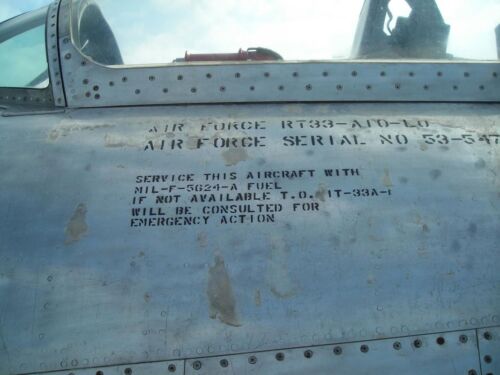 AIR FORCE RT33-A10-LO
AIR FORCE SERIAL NO 53-547
SERVICE THIS AIRCRAFT WITH
MIL-F-5624-A FUEL
IF NOT AVAILABLE T.O. 1T-33A-1
WILL BE CONSULTED FOR
EMERGENCY ACTION